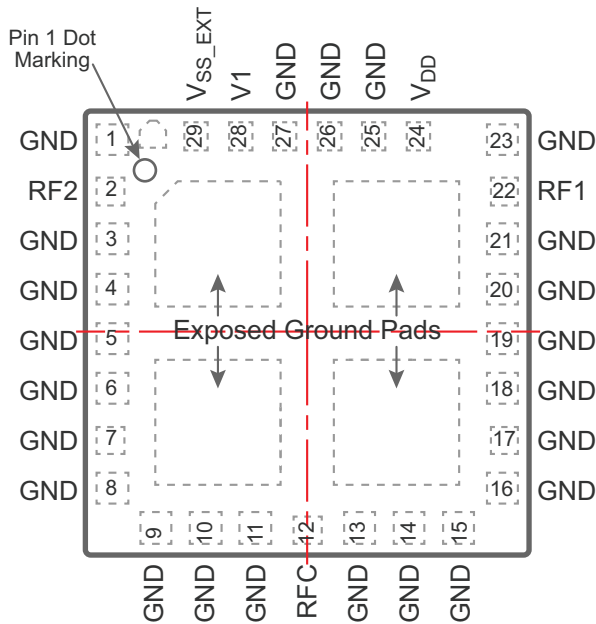 Pin 1 Dot
Marking
VSS_EXT
V1
GND
GND
GND
VDD
29
28
27
26
25
24
GND 1
23 GND
RF2 2
22 RF1
GND 3
21 GND
GND 4
20 GND
Exposed Ground Pads
GND 5
19 GND
GND 6
18 GND
GND 7
17 GND
GND 8
16 GND
9
10
11
12
13
14
15
GND
GND
GND
RFC
GND
GND
GND